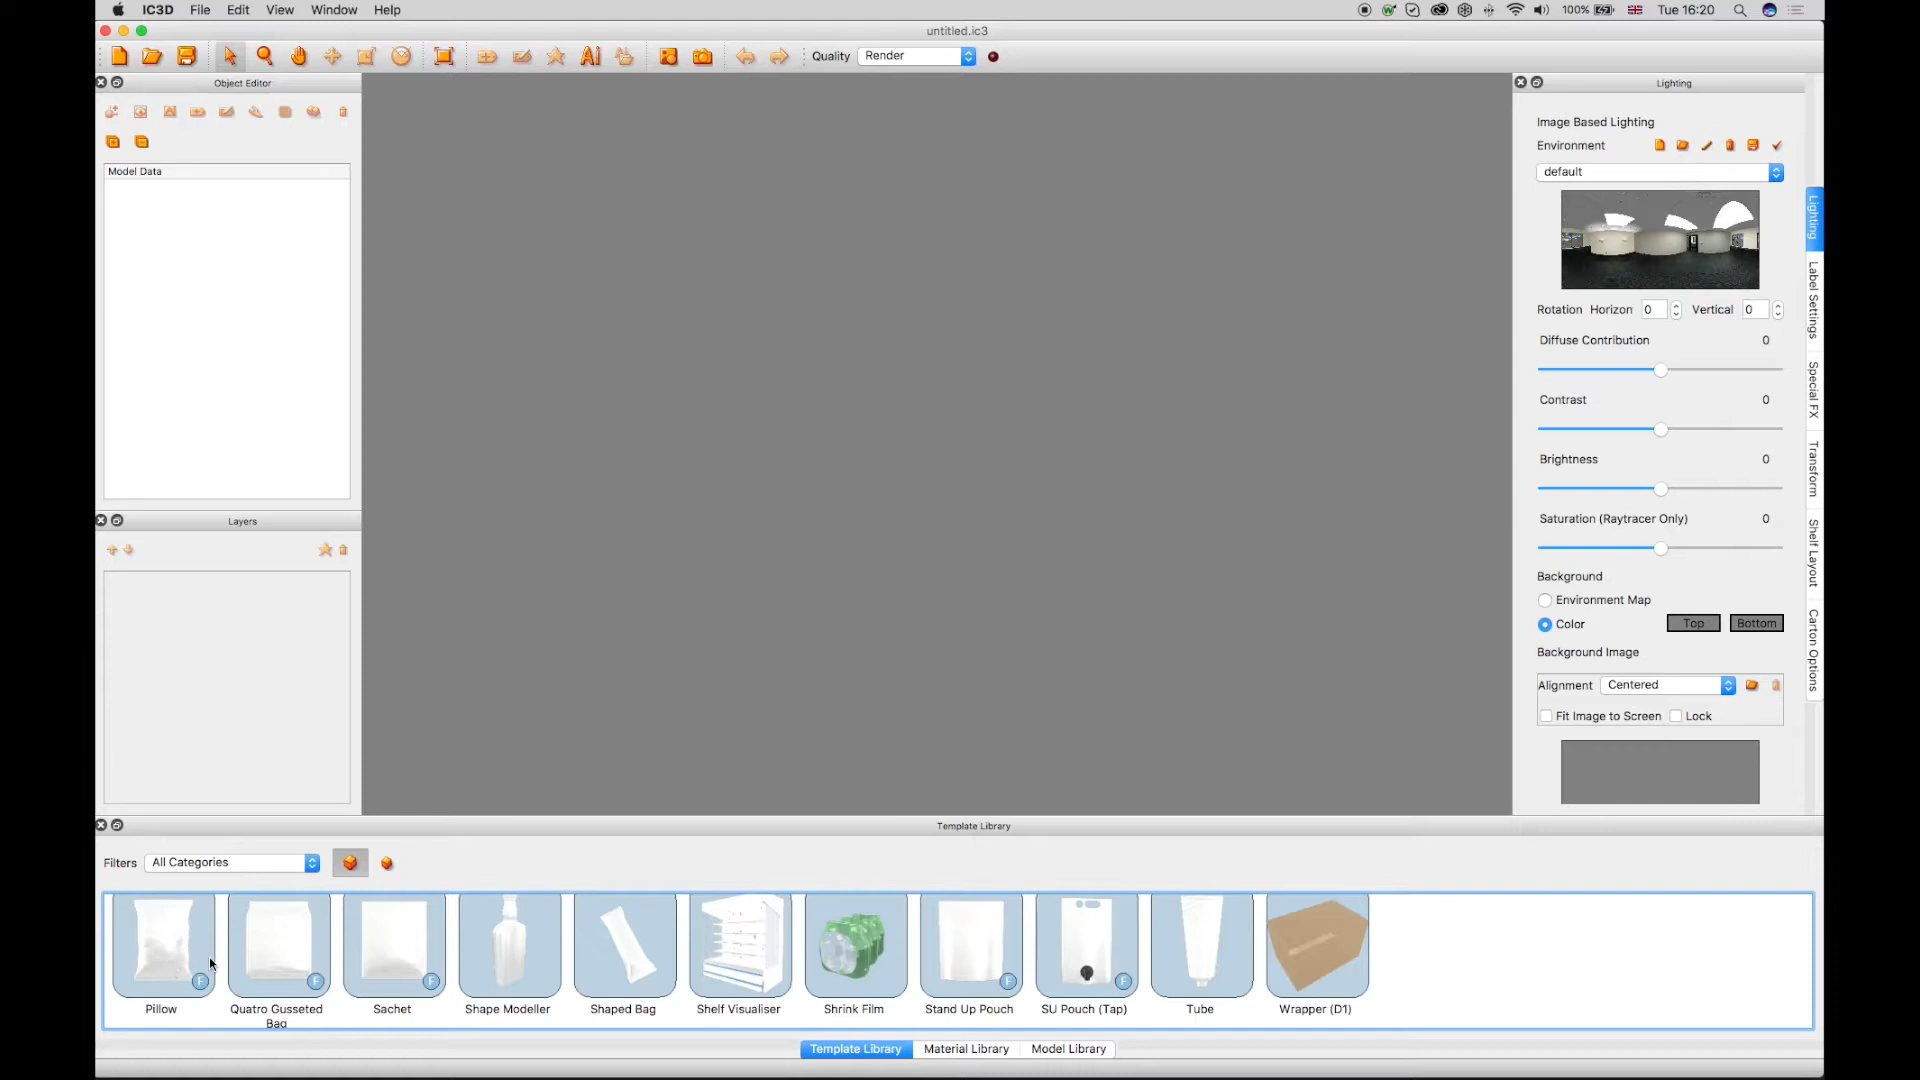 IC3D File Edit View Window Help
100% Tue 16:20
untitled.ic3
Ai Quality Render
Object Editor
Model Data
Layers
Lighting
Image Based Lighting
Environment
default
Rotation Horizon 0 Vertical 0
Diffuse Contribution 0
Contrast 0
Brightness 0
Saturation (Raytracer Only) 0
Background
Environment Map
Color Top Bottom
Background Image
Alignment Centered
Fit Image to Screen Lock
Lighting
Label Settings
Special FX
Transform
Shelf Layout
Carton Options
Template Library
Filters All Categories
F F F F F
Pillow
Quatro Gusseted
Bag
Sachet
Shape Modeller
Shaped Bag
Shelf Visualiser
Shrink Film
Stand Up Pouch
SU Pouch (Tap)
Tube
Wrapper (D1)
Template Library Material Library Model Library